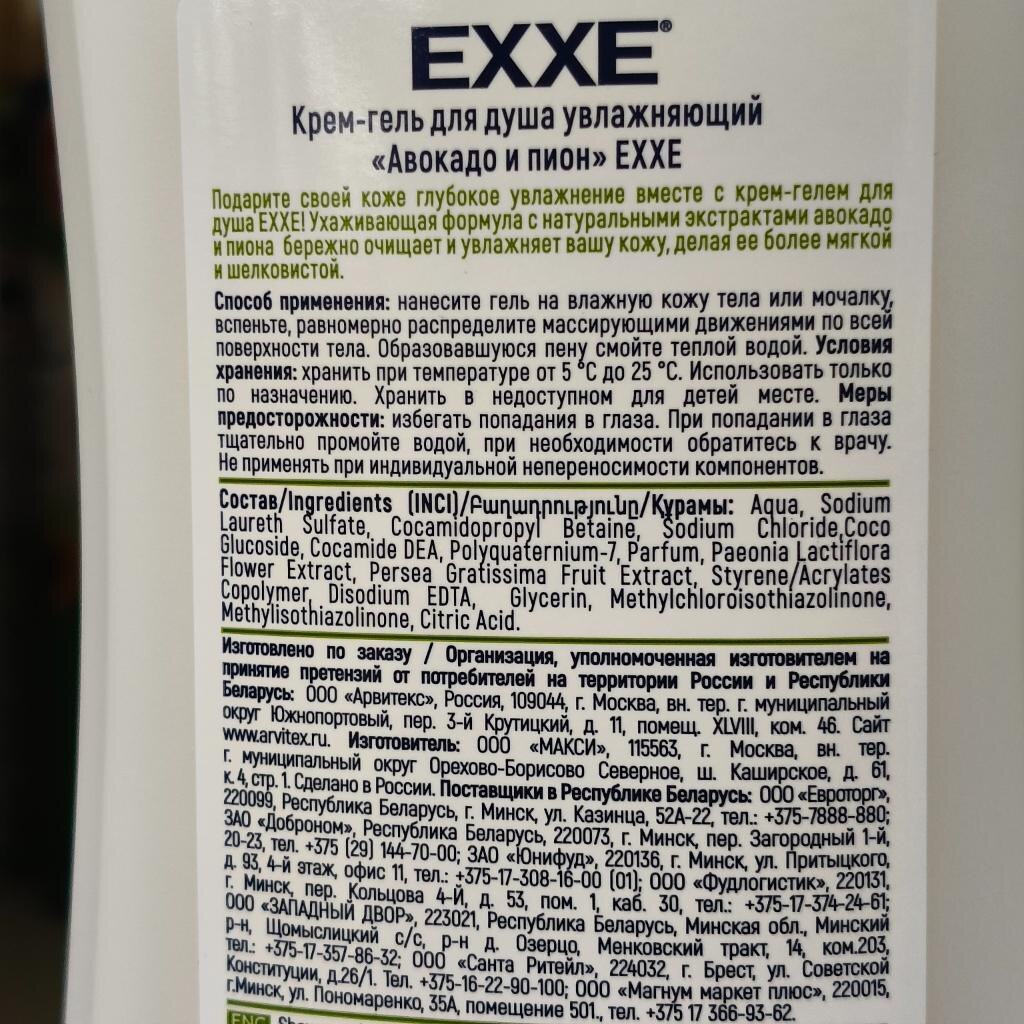 EXXE®
Крем-гель для душа увлажняющий
«Авокадо и пион» EXXE
Подарите своей коже глубокое увлажнение вместе с крем-гелем для
душа EXXE! Ухаживающая формула с натуральными экстрактами авокадо
и пиона бережно очищает и увлажняет вашу кожу, делая ее более мягкой
и шелковистой.
Способ применения: нанесите гель на влажную кожу тела или мочалку,
вспеньте, равномерно распределите массирующими движениями по всей
поверхности тела. Образовавшуюся пену смойте теплой водой. Условия
хранения: хранить при температуре от 5 °C до 25 °C. Использовать только
по назначению. Хранить в недоступном для детей месте. Меры
предосторожности: избегать попадания в глаза. При попадании в глаза
тщательно промойте водой, при необходимости обратитесь к врачу.
Не применять при индивидуальной непереносимости компонентов.
Состав/Ingredients (INCI)/Բաղադրությունը/Құрамы: Aqua, Sodium
Laureth Sulfate, Cocamidopropyl Betaine, Sodium Chloride,Coco
Glucoside, Cocamide DEA, Polyquaternium-7, Parfum, Paeonia Lactiflora
Flower Extract, Persea Gratissima Fruit Extract, Styrene/Acrylates
Copolymer, Disodium EDTA, Glycerin, Methylchloroisothiazolinone,
Methylisothiazolinone, Citric Acid.
Изготовлено по заказу / Организация, уполномоченная изготовителем на
принятие претензий от потребителей на территории России и Республики
Беларусь: ООО «Арвитекс», Россия, 109044, г. Москва, вн. тер. г. муниципальный
округ Южнопортовый, пер. 3-й Крутицкий, д. 11, помещ. XLVIII, ком. 46. Сайт
www.arvitex.ru. Изготовитель: ООО «МАКСИ», 115563, г. Москва, вн. тер.
г. муниципальный округ Орехово-Борисово Северное, ш. Каширское, д. 61,
к. 4, стр. 1. Сделано в России. Поставщики в Республике Беларусь: ООО «Евроторг»,
220099, Республика Беларусь, г. Минск, ул. Казинца, 52А-22, тел.: +375-7888-880;
ЗАО «Доброном», Республика Беларусь, 220073, г. Минск, пер. Загородный 1-й,
20-23, тел. +375 (29) 144-70-00; ЗАО «Юнифуд», 220136, г. Минск, ул. Притыцкого,
д. 93, 4-й этаж, офис 11, тел.: +375-17-308-16-00 (01); ООО «Фудлогистик», 220131,
г. Минск, пер. Кольцова 4-Й, д. 53, пом. 1, каб. 30, тел.: +375-17-374-24-61;
ООО «ЗАПАДНЫЙ ДВОР», 223021, Республика Беларусь, Минская обл., Минский
р-н, Щомыслицкий с/с, р-н д. Озерцо, Менковский тракт, 14, ком.203,
тел.: +375-17-357-86-32; ООО «Санта Ритейл», 224032, г. Брест, ул. Советской
Конституции, д.26/1. Тел. +375-16-22-90-100; ООО «Магнум маркет плюс», 220015,
г.Минск, ул. Пономаренко, 35А, помещение 501., тел. +375 17 366-93-62.
ENG